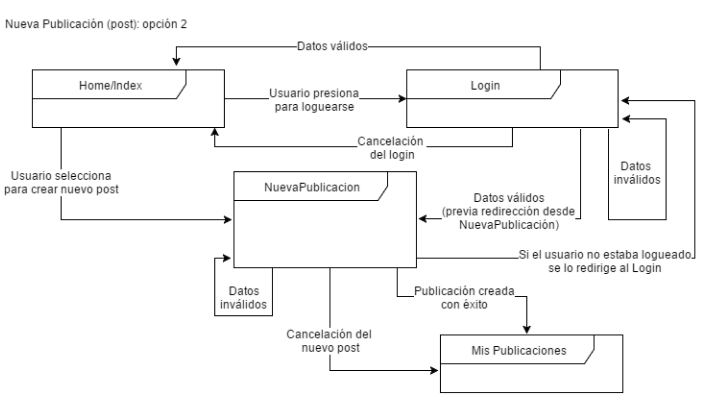 Nueva Publicación (post): opción 2
Datos válidos
Home/Index
Login
Usuario presiona
para loguearse
Cancelación
del login
Usuario selecciona
para crear nuevo post
Datos
inválidos
NuevaPublicacion
Datos válidos
(previa redirección desde
NuevaPublicación)
Si el usuario no estaba logueado
se lo redirige al Login
Datos
inválidos
Publicación creada
con éxito
Cancelación del
nuevo post
Mis Publicaciones